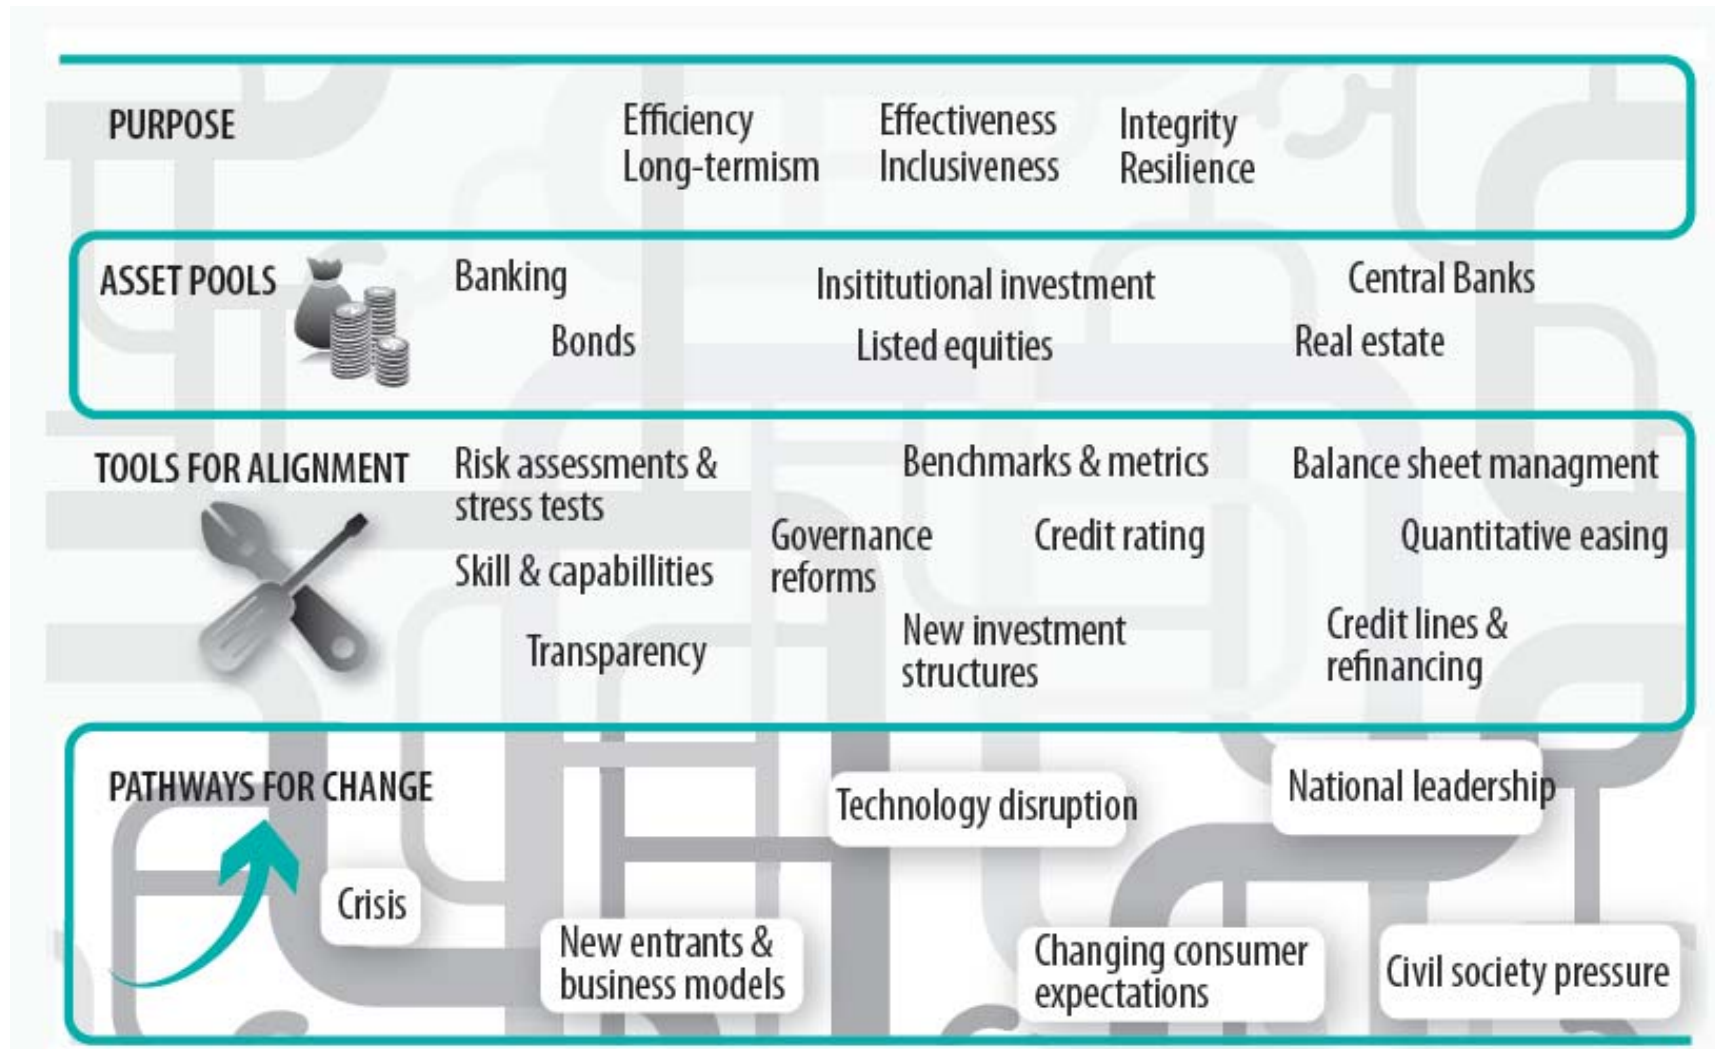 PURPOSE
Efficiency
Long-termism
Effectiveness
Inclusiveness
Integrity
Resilience
ASSET POOLS
Banking
Insititutional investment
Central Banks
Bonds
Listed equities
Real estate
TOOLS FOR ALIGNMENT
Risk assessments &
stress tests
Benchmarks & metrics
Balance sheet managment
Governance
reforms
Credit rating
Quantitative easing
Skill & capabillities
Transparency
New investment
structures
Credit lines &
refinancing
PATHWAYS FOR CHANGE
Technology disruption
National leadership
Crisis
New entrants &
business models
Changing consumer
expectations
Civil society pressure